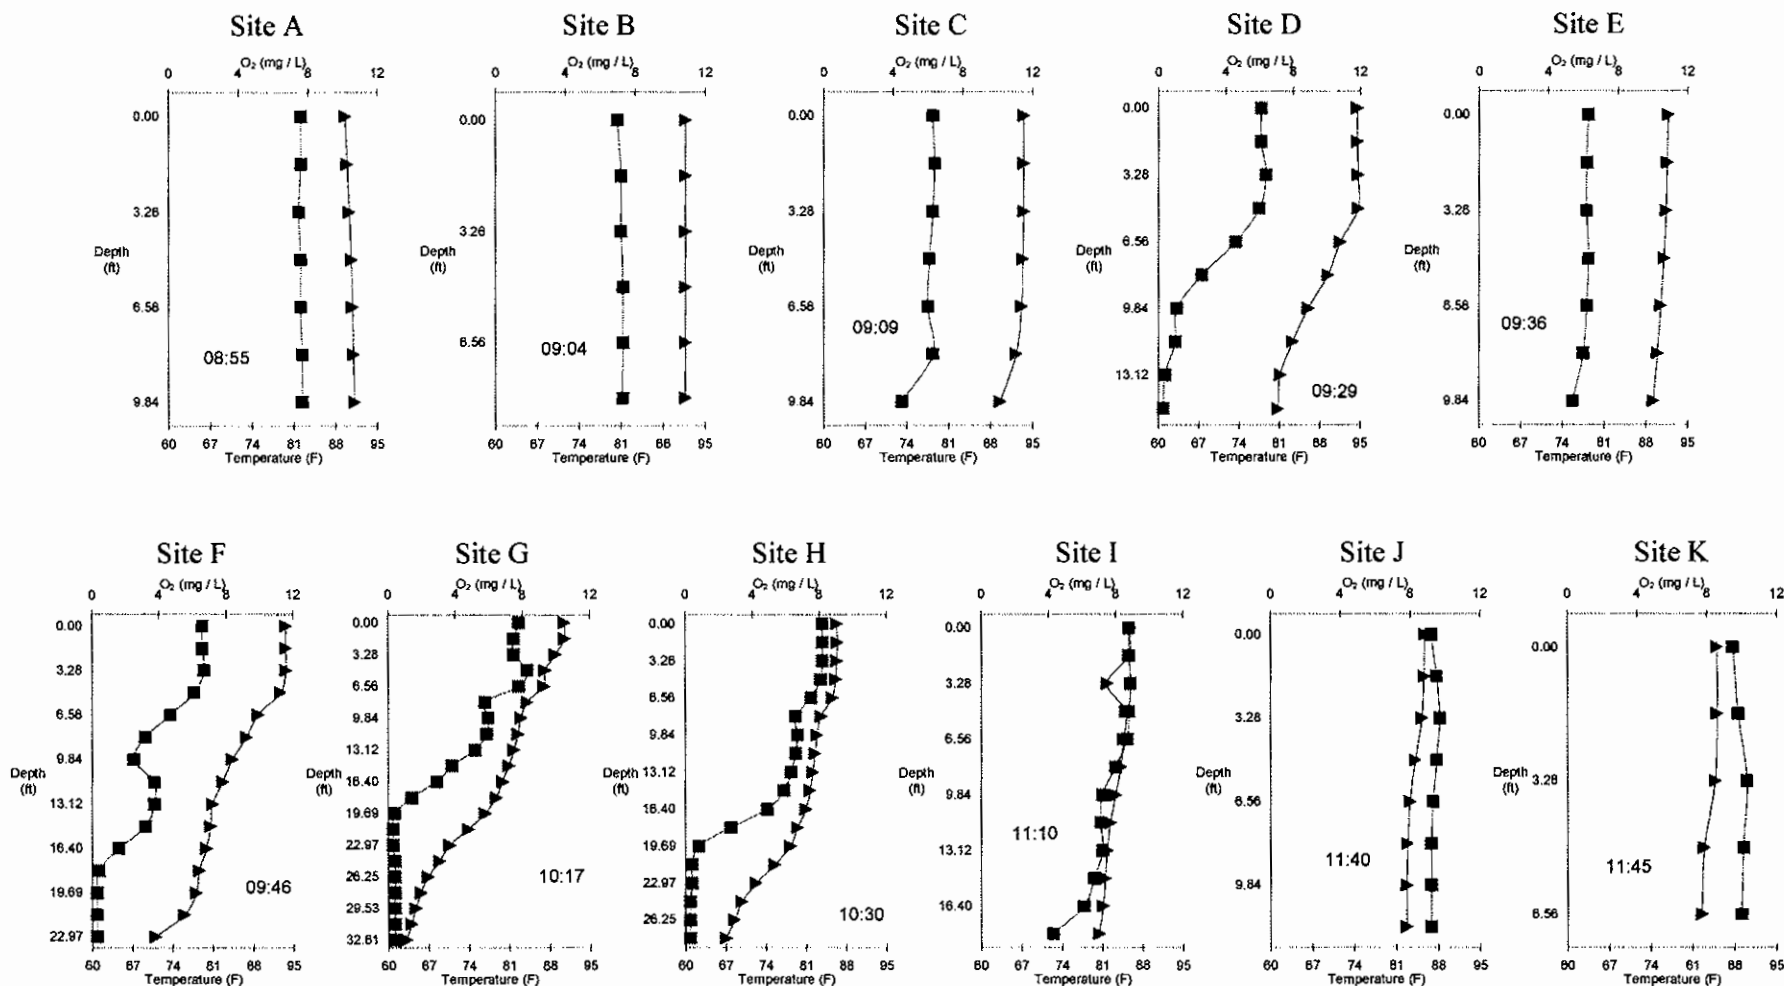 Site A
O₂ (mg / L)
0 4 8 12
0.00
3.28
Depth
(ft)
6.56
08:55
9.84
60 67 74 81 88 95
Temperature (F)
Site B
O₂ (mg / L)
0 4 8 12
0.00
3.28
Depth
(ft)
6.56
09:04
60 67 74 81 88 95
Temperature (F)
Site C
O₂ (mg / L)
0 4 8 12
0.00
3.28
Depth
(ft)
6.56
09:09
9.84
60 67 74 81 88 95
Temperature (F)
Site D
O₂ (mg / L)
0 4 8 12
0.00
3.28
Depth
(ft)
6.56
9.84
13.12
09:29
60 67 74 81 88 95
Temperature (F)
Site E
O₂ (mg / L)
0 4 8 12
0.00
3.28
Depth
(ft)
6.56
09:36
9.84
60 67 74 81 88 95
Temperature (F)
Site F
O₂ (mg / L)
0 4 8 12
0.00
3.28
6.56
9.84
Depth
(ft)
13.12
16.40
19.69
09:46
22.97
60 67 74 81 88 95
Temperature (F)
Site G
O₂ (mg / L)
0 4 8 12
0.00
3.28
6.56
9.84
13.12
Depth
(ft)
16.40
19.69
22.97
10:17
26.25
29.53
32.81
60 67 74 81 88 95
Temperature (F)
Site H
O₂ (mg / L)
0 4 8 12
0.00
3.28
6.56
9.84
Depth
(ft)
13.12
16.40
19.69
22.97
10:30
26.25
60 67 74 81 88 95
Temperature (F)
Site I
O₂ (mg / L)
0 4 8 12
0.00
3.28
6.56
Depth
(ft)
9.84
11:10
13.12
16.40
60 67 74 81 88 95
Temperature (F)
Site J
O₂ (mg / L)
0 4 8 12
0.00
3.28
Depth
(ft)
6.56
11:40
9.84
60 67 74 81 88 95
Temperature (F)
Site K
O₂ (mg / L)
0 4 8 12
0.00
3.28
Depth
(ft)
11:45
6.56
60 67 74 81 88 95
Temperature (F)